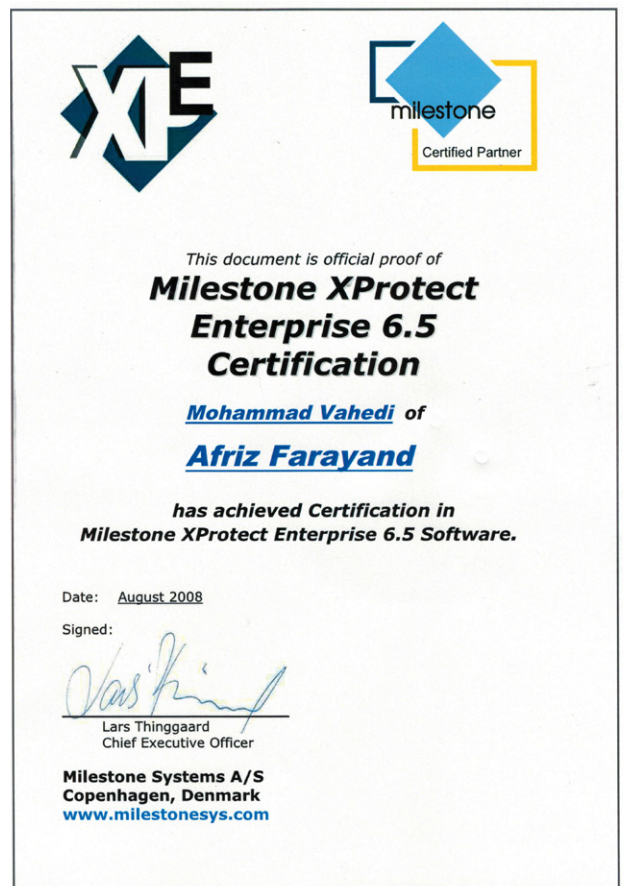 XPE
milestone
Certified Partner
This document is official proof of
Milestone XProtect
Enterprise 6.5
Certification
Mohammad Vahedi of
Afriz Farayand
has achieved Certification in
Milestone XProtect Enterprise 6.5 Software.
Date: August 2008
Signed:
Lars Thinggaard
Chief Executive Officer
Milestone Systems A/S
Copenhagen, Denmark
www.milestonesys.com